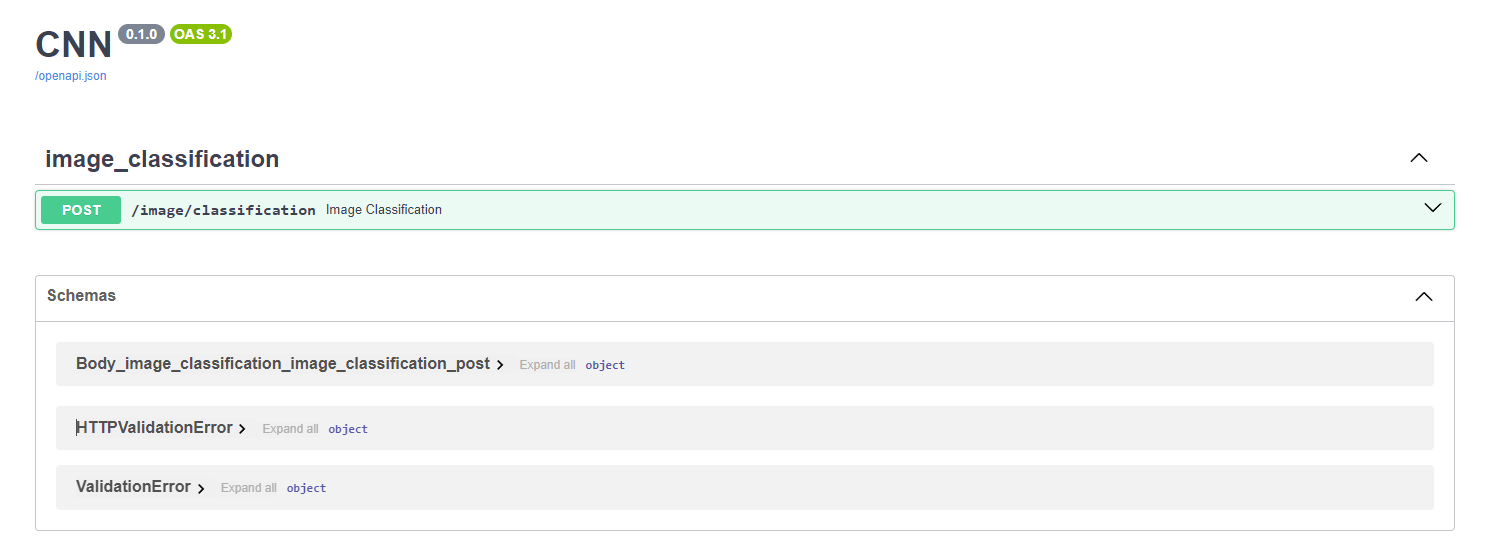 CNN 0.1.0 OAS 3.1
/openapi.json
image_classification
POST /image/classification Image Classification
Schemas
Body_image_classification_image_classification_post Expand all object
HTTPValidationError Expand all object
ValidationError Expand all object